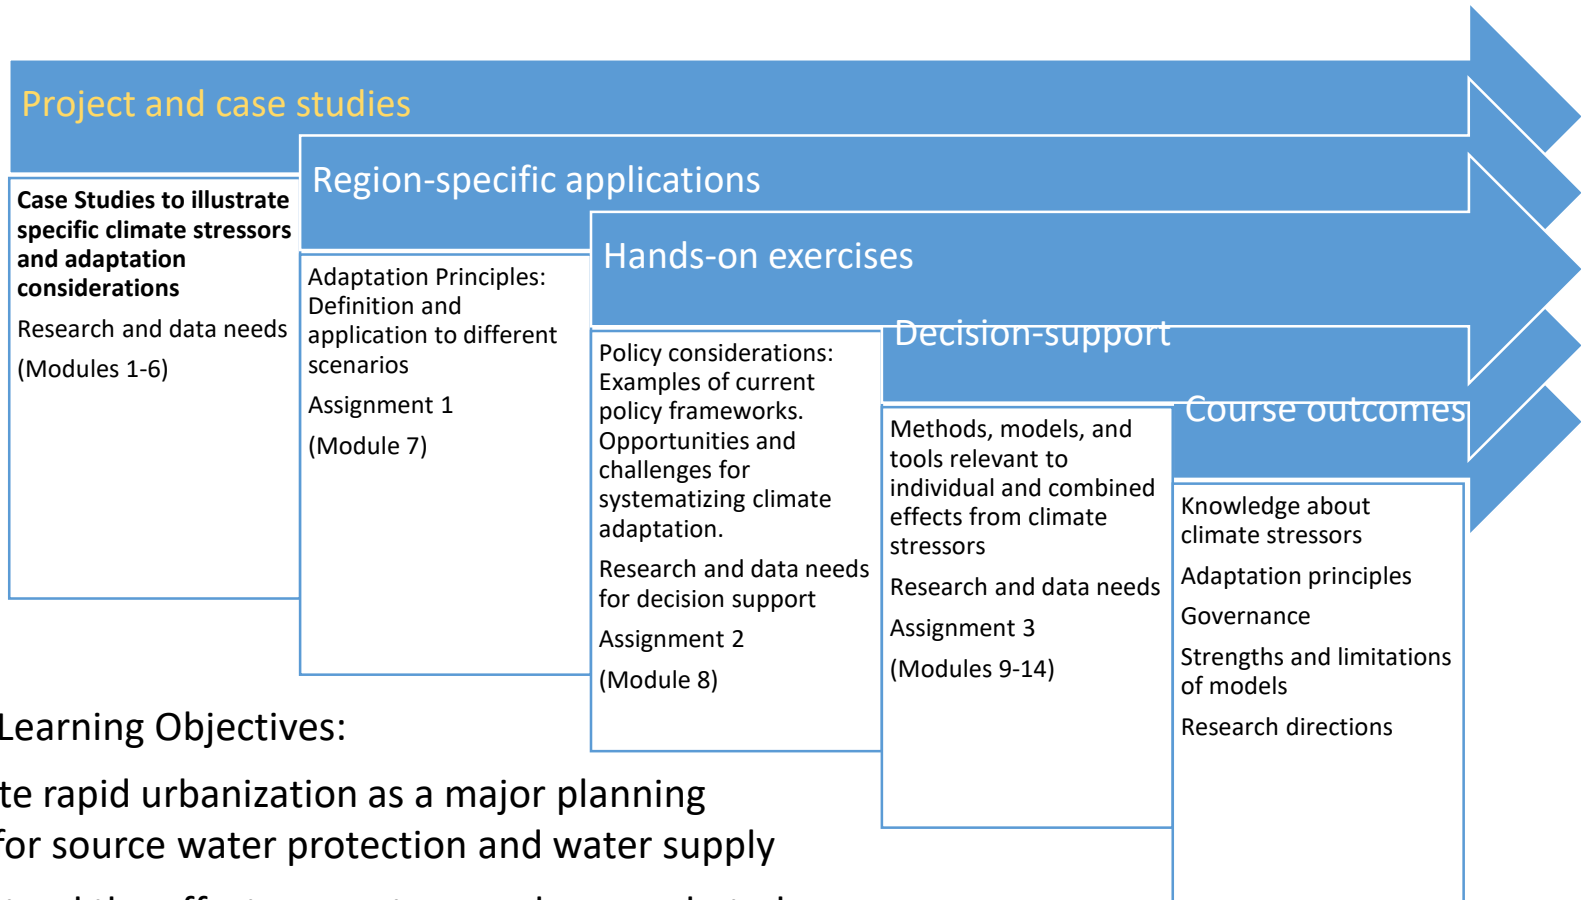 Project and case studies
Case Studies to illustrate
specific climate stressors
and adaptation
considerations
Research and data needs
(Modules 1-6)
Region-specific applications
Adaptation Principles:
Definition and
application to different
scenarios
Assignment 1
(Module 7)
Hands-on exercises
Policy considerations:
Examples of current
policy frameworks.
Opportunities and
challenges for
systematizing climate
adaptation.
Research and data needs
for decision support
Assignment 2
(Module 8)
Decision-support
Methods, models, and
tools relevant to
individual and combined
effects from climate
stressors
Research and data needs
Assignment 3
(Modules 9-14)
Course outcomes
Knowledge about
climate stressors
Adaptation principles
Governance
Strengths and limitations
of models
Research directions
Learning Objectives:
te rapid urbanization as a major planning
for source water protection and water supply